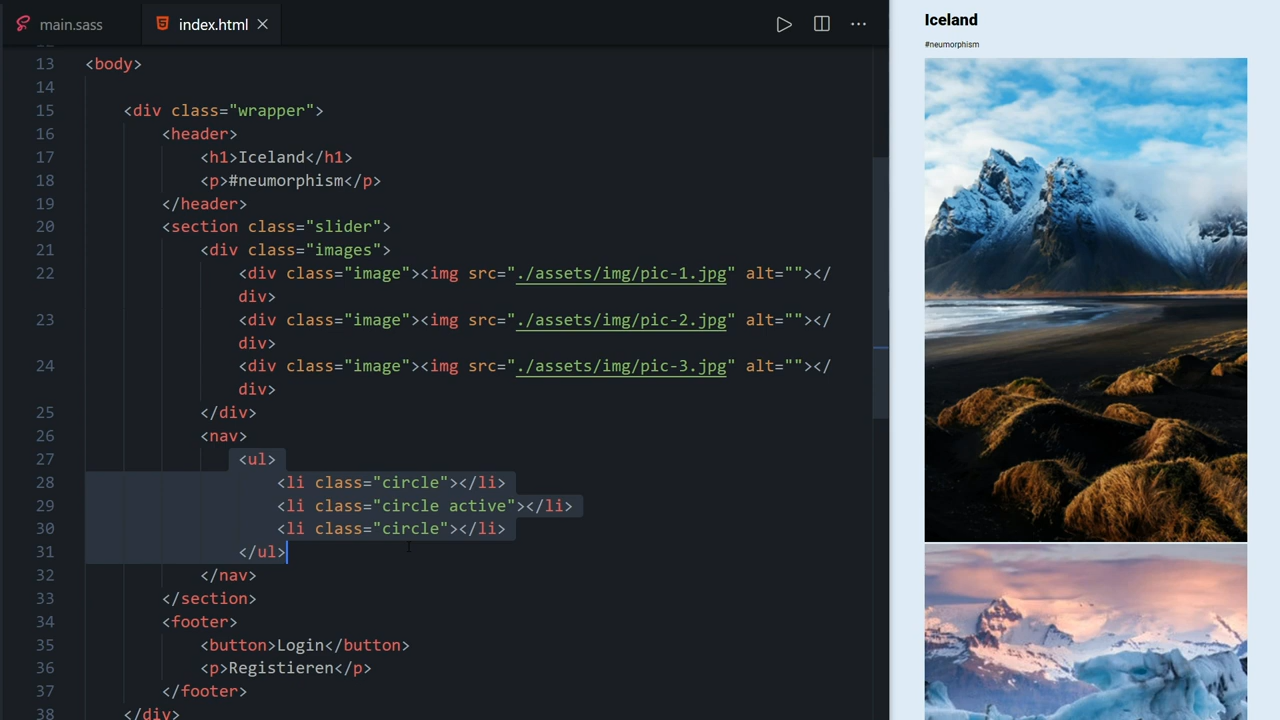 main.sass
index.html
13 <body>
14
15 <div class="wrapper">
16 <header>
17 <h1>Iceland</h1>
18 <p>#neumorphism</p>
19 </header>
20 <section class="slider">
21 <div class="images">
22 <div class="image"><img src="./assets/img/pic-1.jpg" alt=""></
div>
23 <div class="image"><img src="./assets/img/pic-2.jpg" alt=""></
div>
24 <div class="image"><img src="./assets/img/pic-3.jpg" alt=""></
div>
25 </div>
26 <nav>
27 <ul>
28 <li class="circle"></li>
29 <li class="circle active"></li>
30 <li class="circle"></li>
31 </ul>
32 </nav>
33 </section>
34 <footer>
35 <button>Login</button>
36 <p>Registieren</p>
37 </footer>
38 </div>
Iceland
#neumorphism